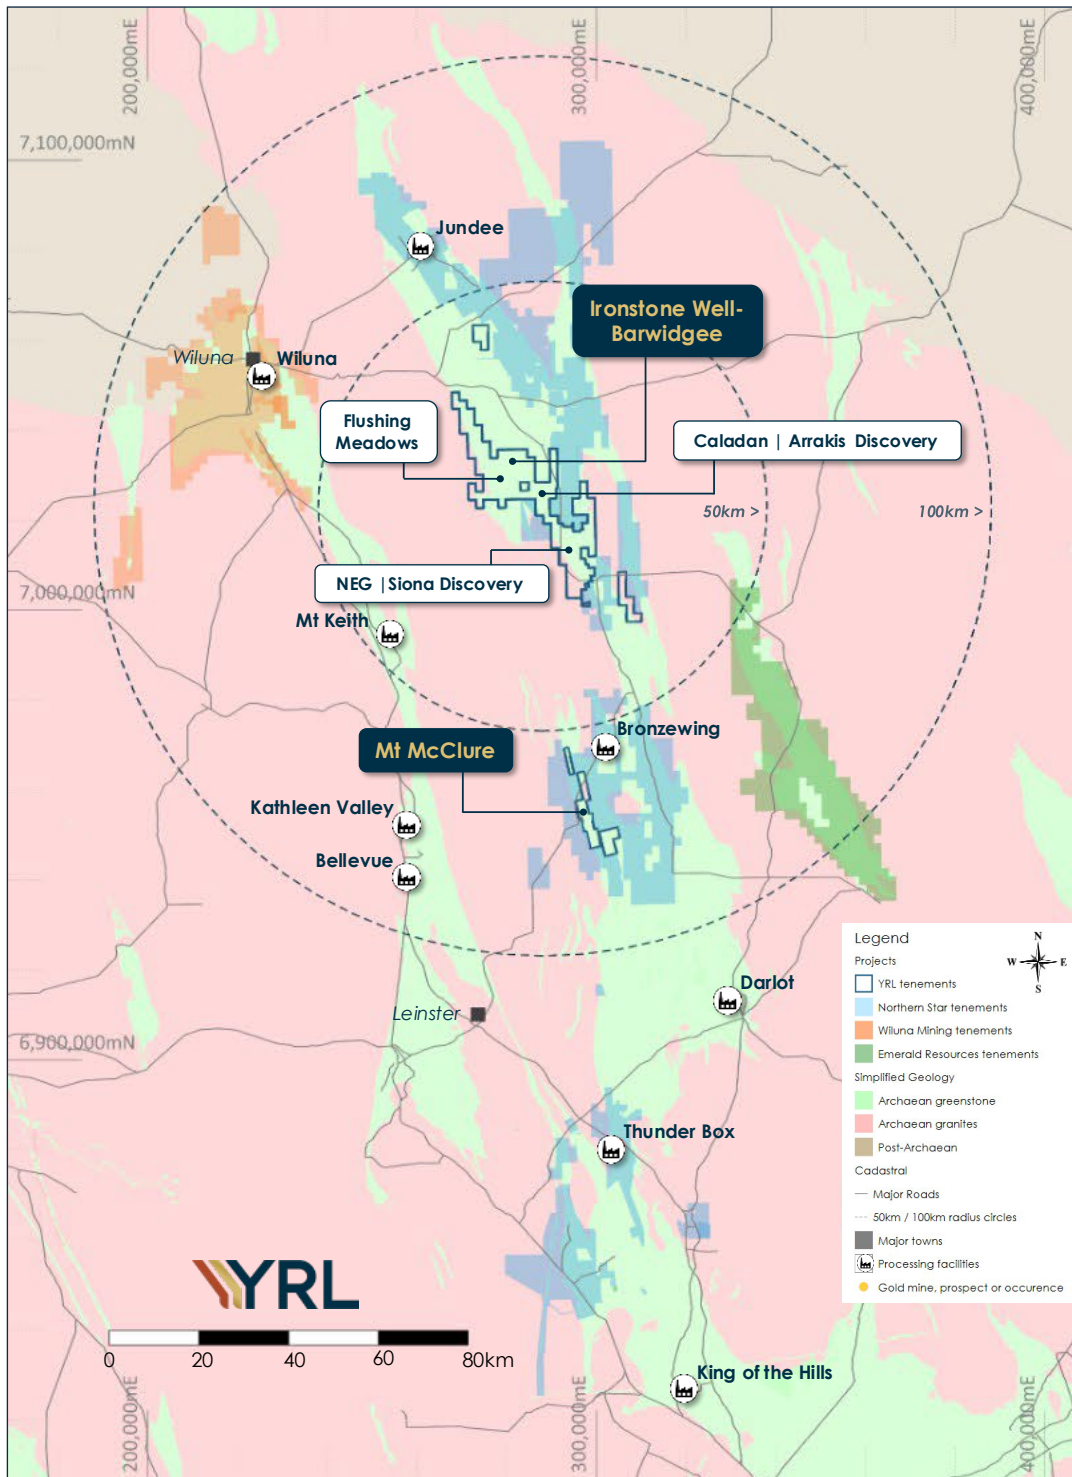 200,000mE
300,000mE
400,000mE
7,100,000mN
Jundee
Ironstone Well-
Barwidgee
Wiluna
Wiluna
Flushing
Meadows
Caladan | Arrakis Discovery
50km >
100km >
NEG |Siona Discovery
7,000,000mN
Mt Keith
Bronzewing
Mt McClure
Kathleen Valley
Bellevue
Darlot
Leinster
6,900,000mN
Thunder Box
King of the Hills
Legend
N
W
E
S
Projects
YRL tenements
Northern Star tenements
Wiluna Mining tenements
Emerald Resources tenements
Simplified Geology
Archaean greenstone
Archaean granites
Post-Archaean
Cadastral
Major Roads
50km / 100km radius circles
Major towns
Processing facilities
Gold mine, prospect or occurence
YRL
0 20 40 60 80km
200,000mE
300,000mE
400,000mE